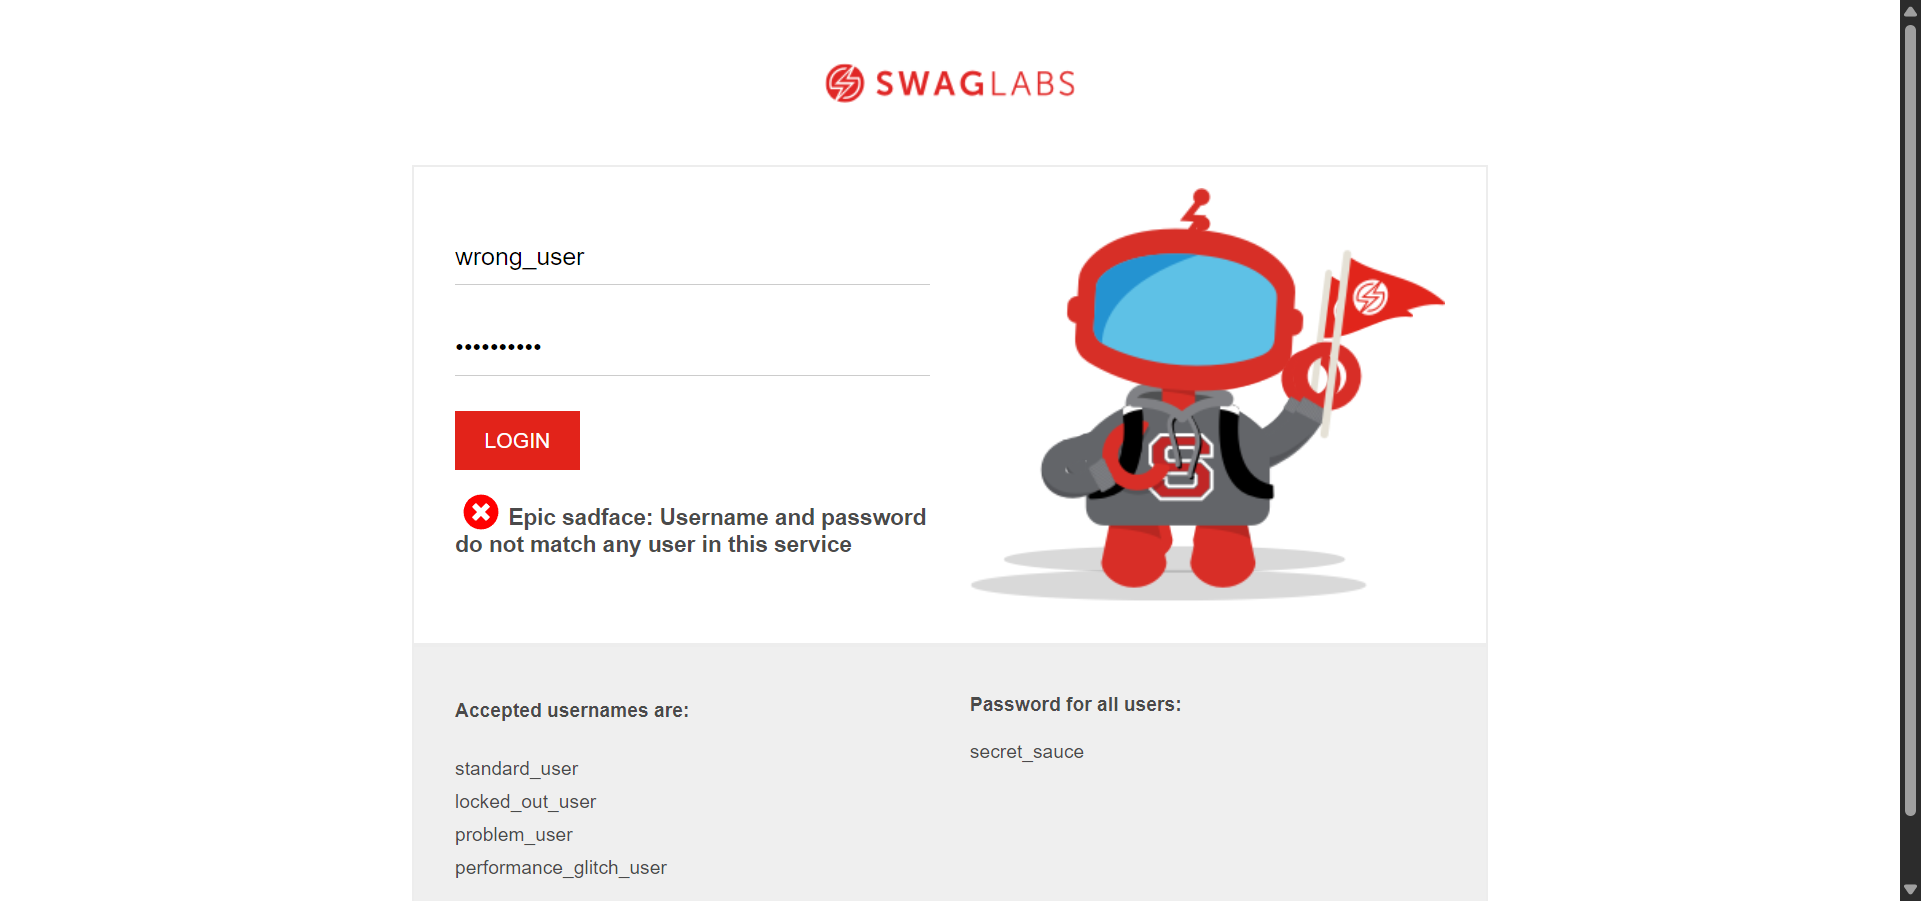 SWAGLABS
wrong_user
••••••••••
LOGIN
Epic sadface: Username and password
do not match any user in this service
S
Accepted usernames are:
standard_user
locked_out_user
problem_user
performance_glitch_user
Password for all users:
secret_sauce